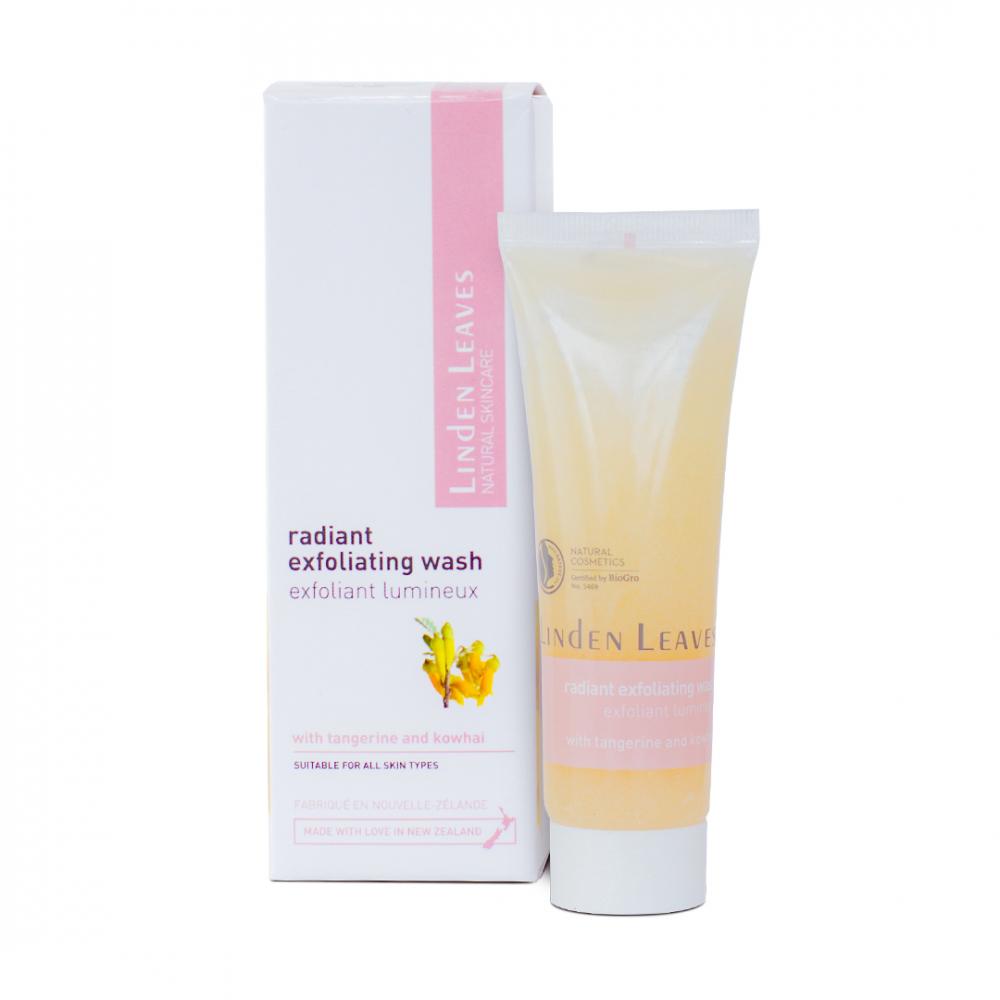 LINdEN LEAVES
NATURAL SKINCARE
radiant
exfoliating wash
exfoliant lumineux
with tangerine and kowhai
SUITABLE FOR ALL SKIN TYPES
FABRIQUÉ EN NOUVELLE-ZÉLANDE
MADE WITH LOVE IN NEW ZEALAND
NATURAL
COSMETICS
Certified by BioGro
LINdEN LEAVES
radiant exfoliating
exfoliant
with tangerine and